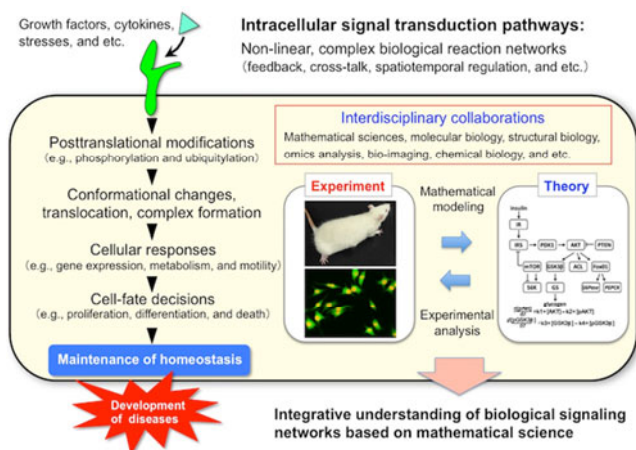 Growth factors, cytokines,
stresses, and etc.
Intracellular signal transduction pathways:
Non-linear, complex biological reaction networks
(feedback, cross-talk, spatiotemporal regulation, and etc.)
Posttranslational modifications
(e.g., phosphorylation and ubiquitylation)
Conformational changes,
translocation, complex formation
Cellular responses
(e.g., gene expression, metabolism, and motility)
Cell-fate decisions
(e.g., proliferation, differentiation, and death)
Maintenance of homeostasis
Development
of diseases
Interdisciplinary collaborations
Mathematical sciences, molecular biology, structural biology,
omics analysis, bio-imaging, chemical biology, and etc.
Experiment
Mathematical
modeling
Experimental
analysis
Theory
insulin
IR
IRS
PDK1
AKT
PTEN
mTOR
GSK3β
ACL
FoxO1
S6K
GS
G6Pase
PEPCK
glycogen
Integrative understanding of biological signaling
networks based on mathematical science